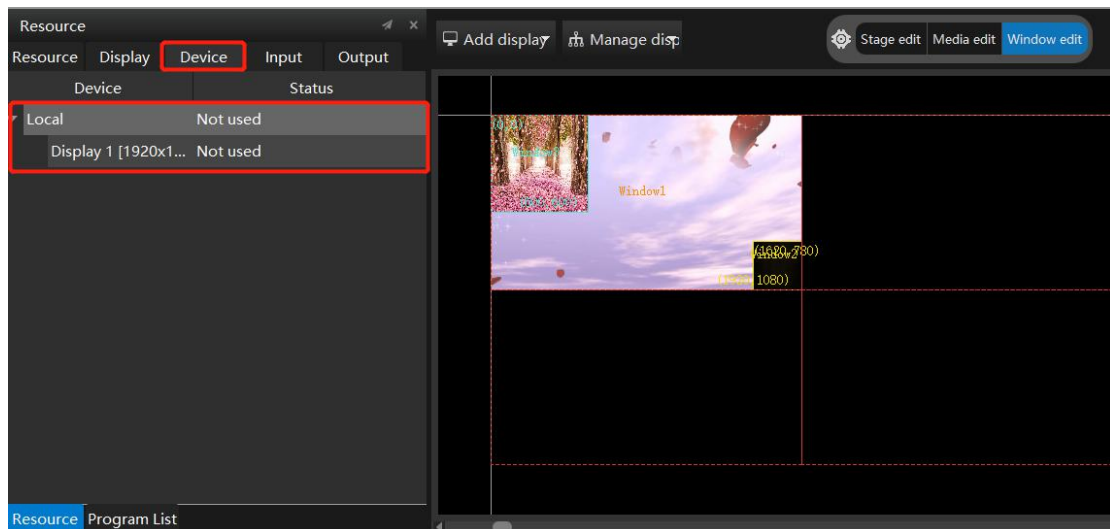 Resource
Resource Display Device Input Output
Device Status
Local Not used
Display 1 [1920x1... Not used
Resource Program List
Add display Manage disp
Stage edit Media edit Window edit
Window1
(1620, 780)
Window2
1080)